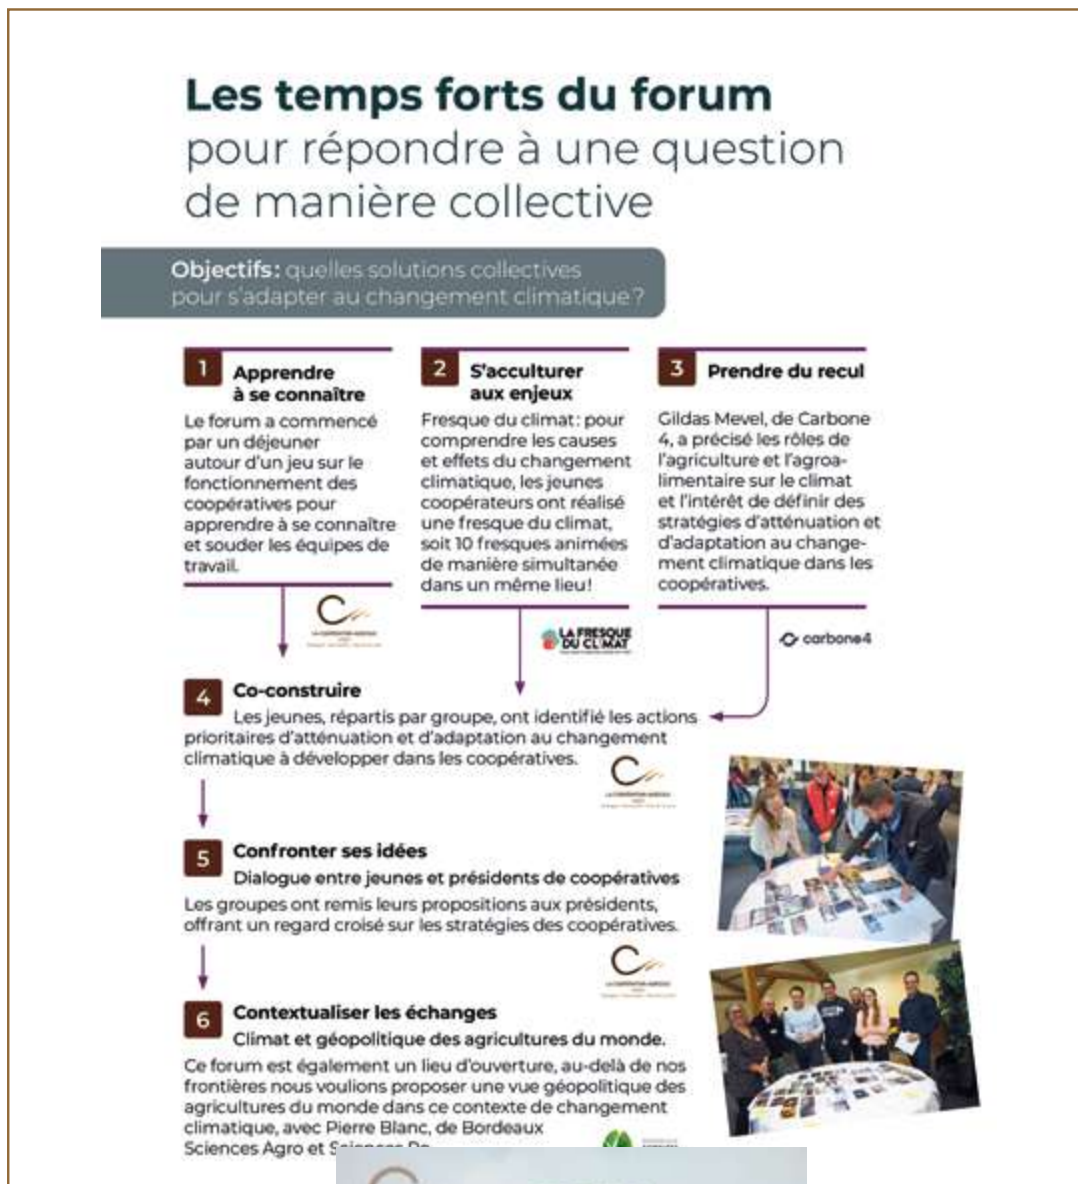 Les temps forts du forum
pour répondre à une question
de manière collective
Objectifs : quelles solutions collectives
pour s'adapter au changement climatique ?
1 Apprendre
à se connaître
Le forum a commencé
par un déjeuner
autour d'un jeu sur le
fonctionnement des
coopératives pour
apprendre à se connaître
et souder les équipes de
travail.
2 S'acculturer
aux enjeux
Fresque du climat : pour
comprendre les causes
et effets du changement
climatique, les jeunes
coopérateurs ont réalisé
une fresque du climat,
soit 10 fresques animées
de manière simultanée
dans un même lieu !
LA FRESQUE
DU CLIMAT
3 Prendre du recul
Gildas Mevel, de Carbone
4, a précisé les rôles de
l'agriculture et l'agroa-
limentaire sur le climat
et l'intérêt de définir des
stratégies d'atténuation et
d'adaptation au change-
ment climatique dans les
coopératives.
carbone4
4 Co-construire
Les jeunes, répartis par groupe, ont identifié les actions
prioritaires d'atténuation et d'adaptation au changement
climatique à développer dans les coopératives.
5 Confronter ses idées
Dialogue entre jeunes et présidents de coopératives
Les groupes ont remis leurs propositions aux présidents,
offrant un regard croisé sur les stratégies des coopératives.
6 Contextualiser les échanges
Climat et géopolitique des agricultures du monde.
Ce forum est également un lieu d'ouverture, au-delà de nos
frontières nous voulions proposer une vue géopolitique des
agricultures du monde dans ce contexte de changement
climatique, avec Pierre Blanc, de Bordeaux
Sciences Agro et